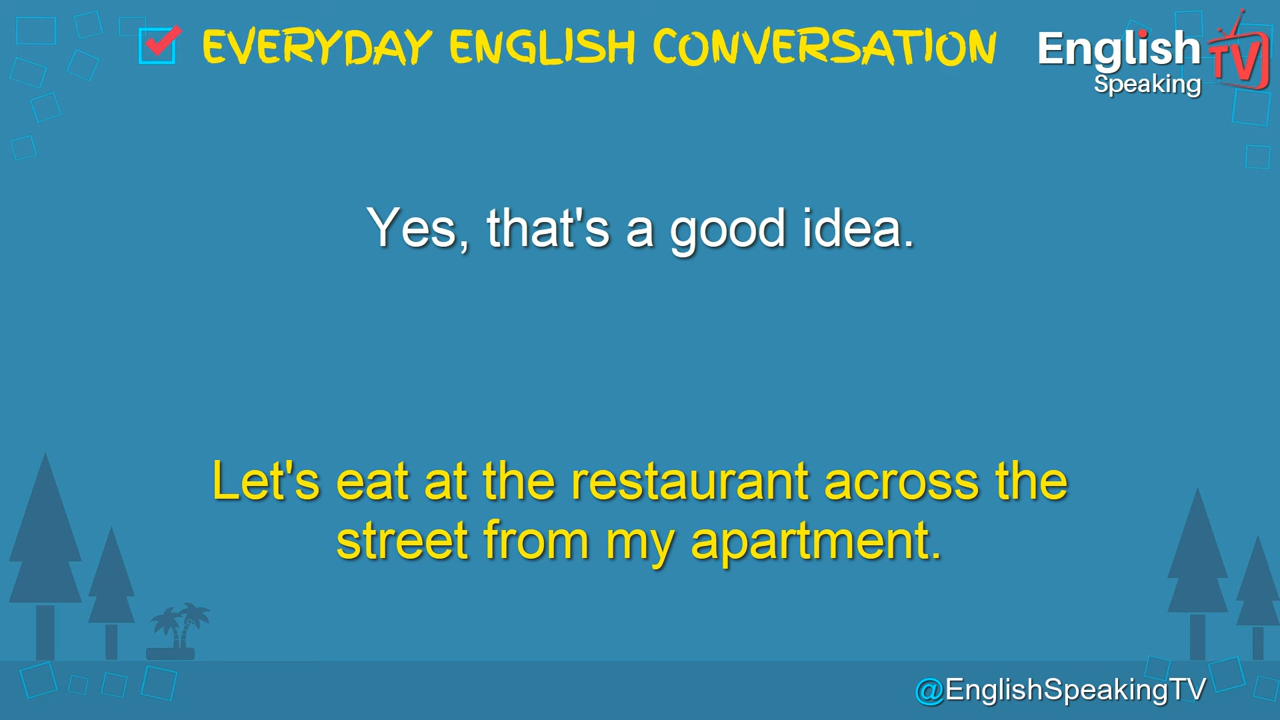 EVERYDAY ENGLISH CONVERSATION
English
Speaking
TV
Yes, that's a good idea.
Let's eat at the restaurant across the
street from my apartment.
@EnglishSpeakingTV